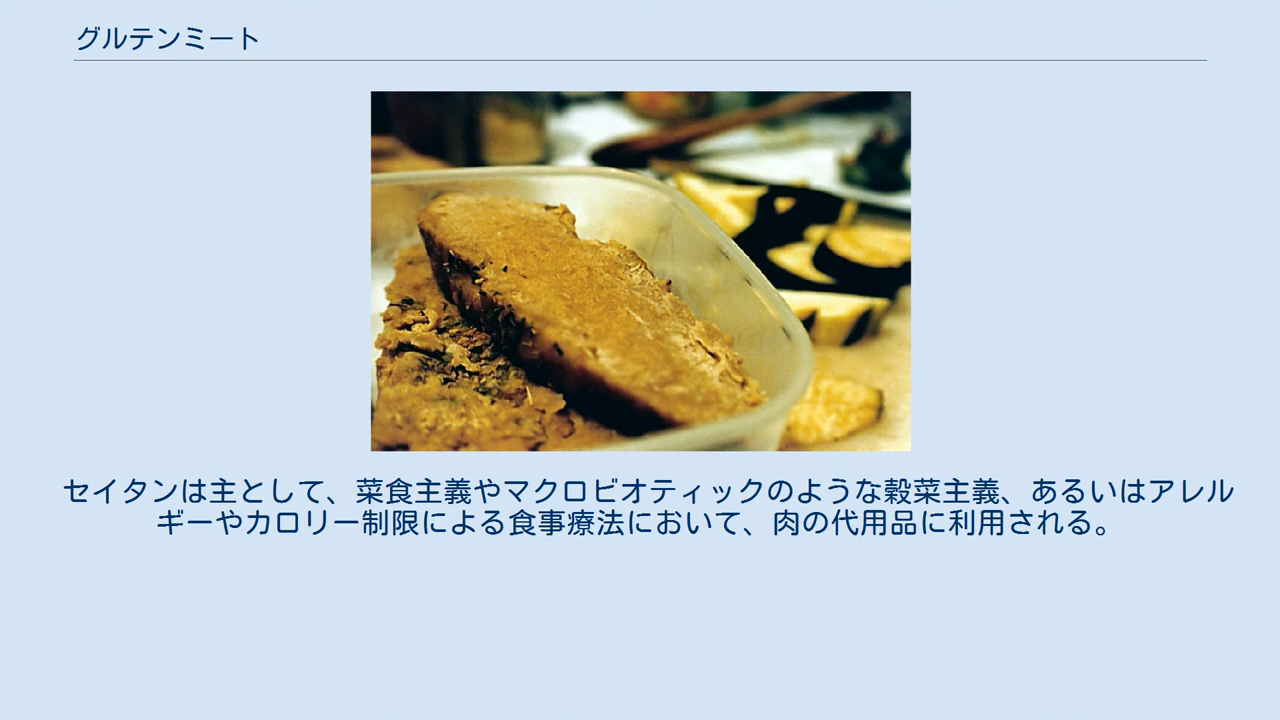 グルテンミート
セイタンは主として、菜食主義やマクロビオティックのような穀菜主義、あるいはアレル
ギーやカロリー制限による食事療法において、肉の代用品に利用される。